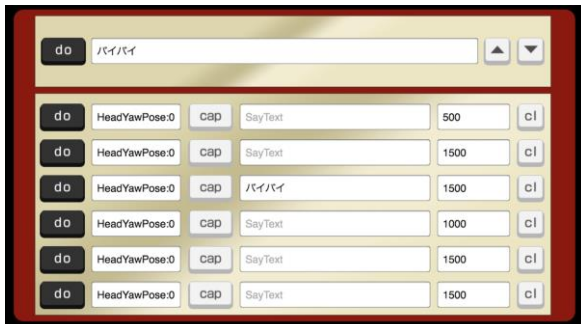 do バイバイ ▲ ▼
do HeadYawPose:0 cap SayText 500 cl
do HeadYawPose:0 cap SayText 1500 cl
do HeadYawPose:0 cap バイバイ 1500 cl
do HeadYawPose:0 cap SayText 1000 cl
do HeadYawPose:0 cap SayText 1500 cl
do HeadYawPose:0 cap SayText 1500 cl